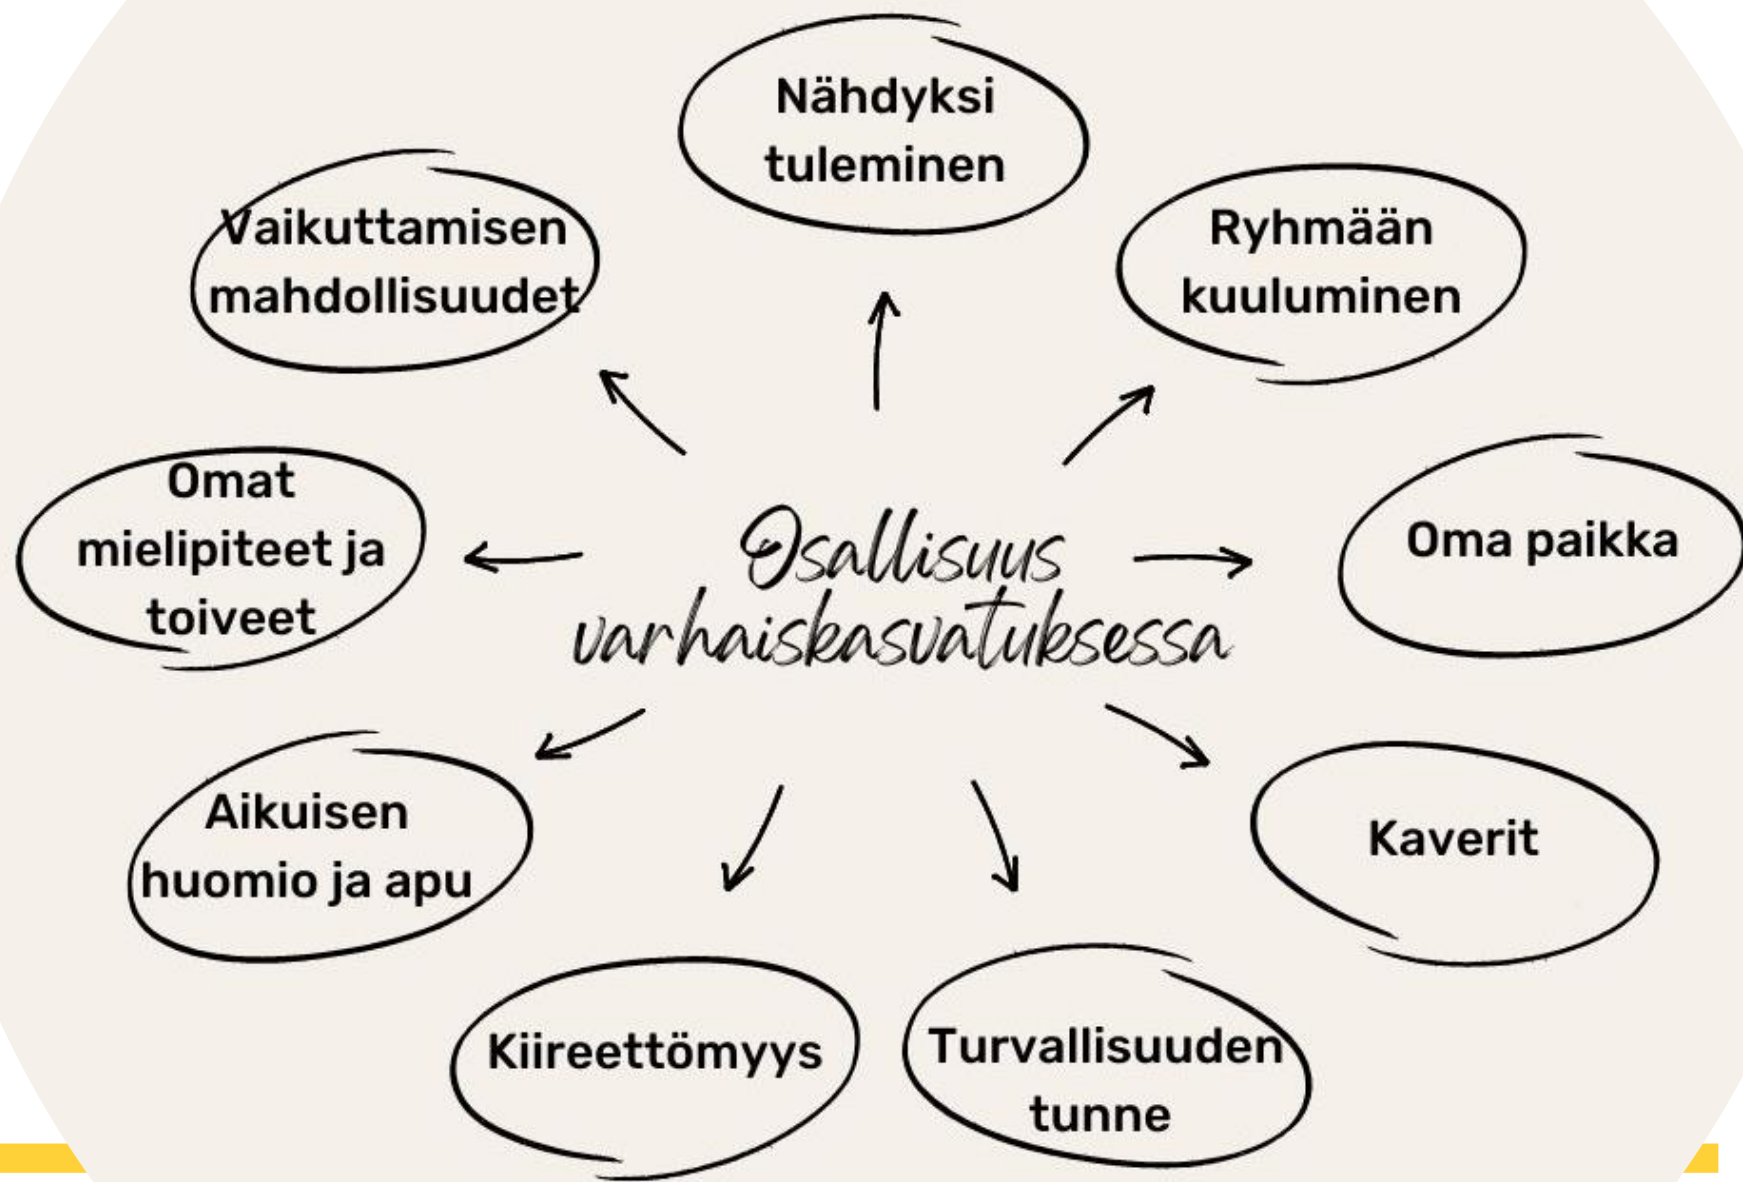 Nähdyksi
tuleminen
Vaikuttamisen
mahdollisuudet
Ryhmään
kuuluminen
Omat
mielipiteet ja
toiveet
Osallisuus
varhaiskasvatuksessa
Oma paikka
Aikuisen
huomio ja apu
Kaverit
Kiireettömyys
Turvallisuuden
tunne